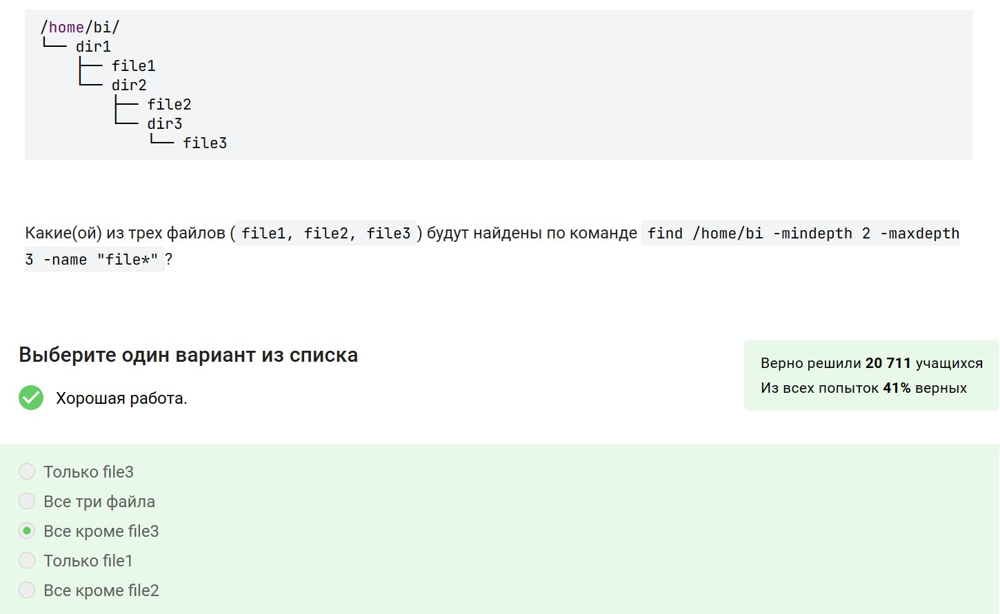 /home/bi/
└── dir1
    ├── file1
    └── dir2
        ├── file2
        └── dir3
            └── file3
Какие(ой) из трех файлов ( file1, file2, file3 ) будут найдены по команде find /home/bi -mindepth 2 -maxdepth
3 -name "file*" ?
Выберите один вариант из списка
Верно решили 20 711 учащихся
Из всех попыток 41% верных
Хорошая работа.
Только file3
Все три файла
Все кроме file3
Только file1
Все кроме file2